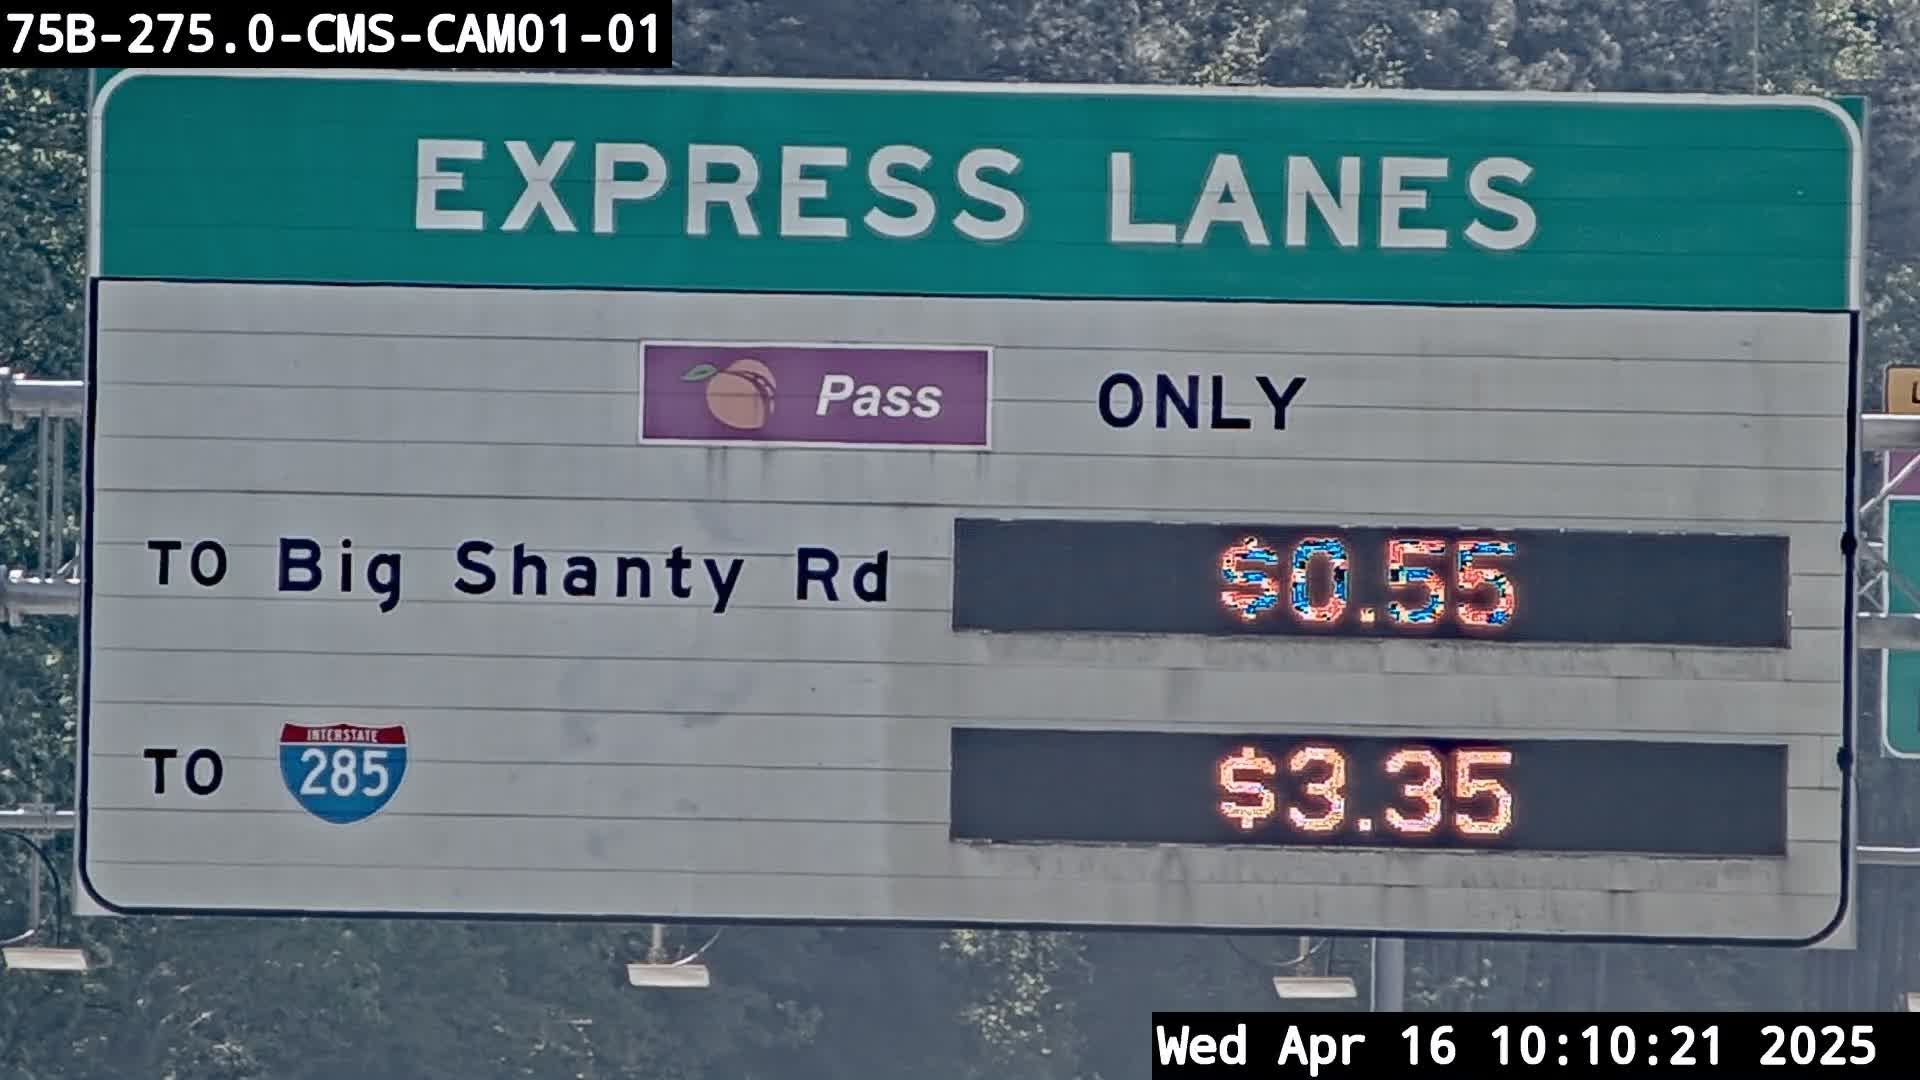 75B-275.0-CMS-CAM01-01
EXPRESS LANES
Pass ONLY
TO Big Shanty Rd $0.55
TO INTERSTATE 285 $3.35
Wed Apr 16 10:10:21 2025